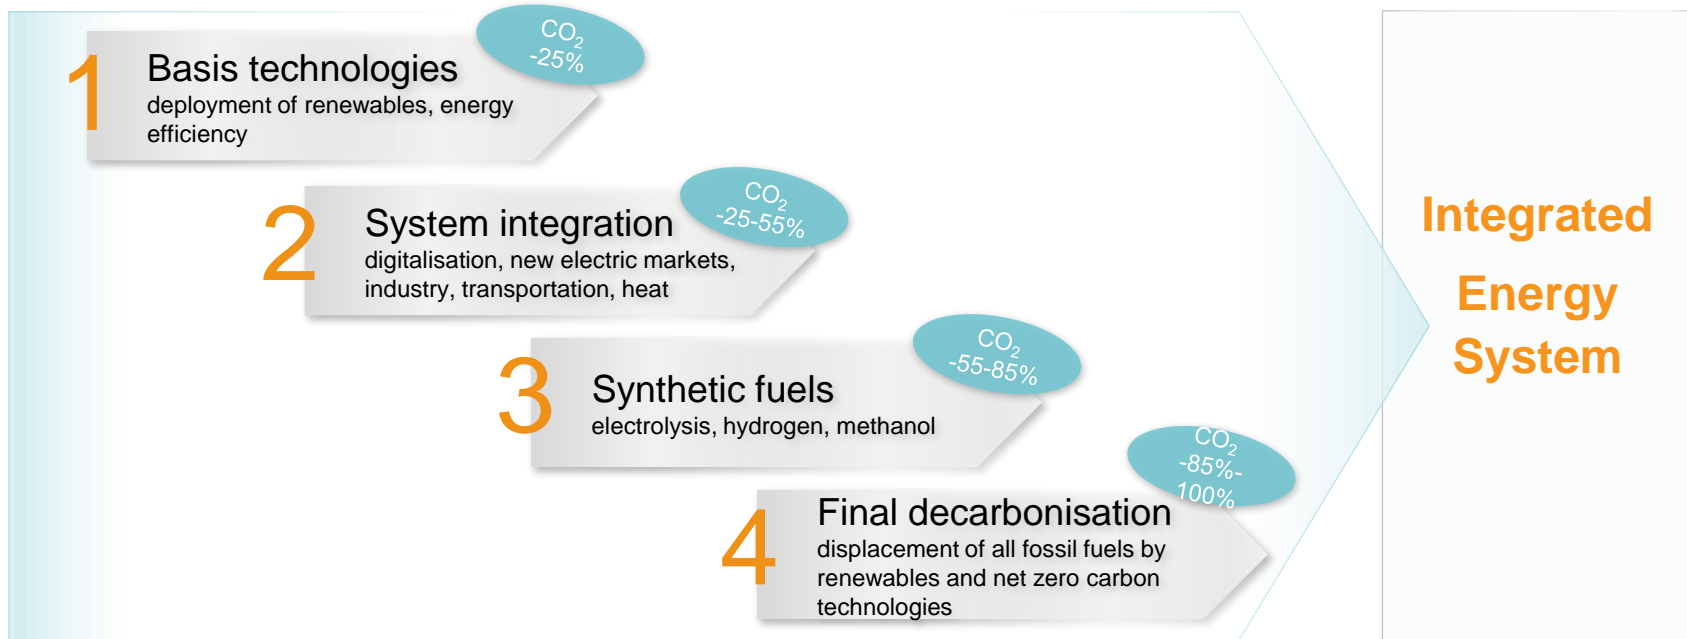 CO₂
-25%
1
Basis technologies
deployment of renewables, energy
efficiency
CO₂
-25-55%
2
System integration
digitalisation, new electric markets,
industry, transportation, heat
CO₂
-55-85%
3
Synthetic fuels
electrolysis, hydrogen, methanol
CO₂
-85%-
100%
4
Final decarbonisation
displacement of all fossil fuels by
renewables and net zero carbon
technologies
Integrated
Energy
System